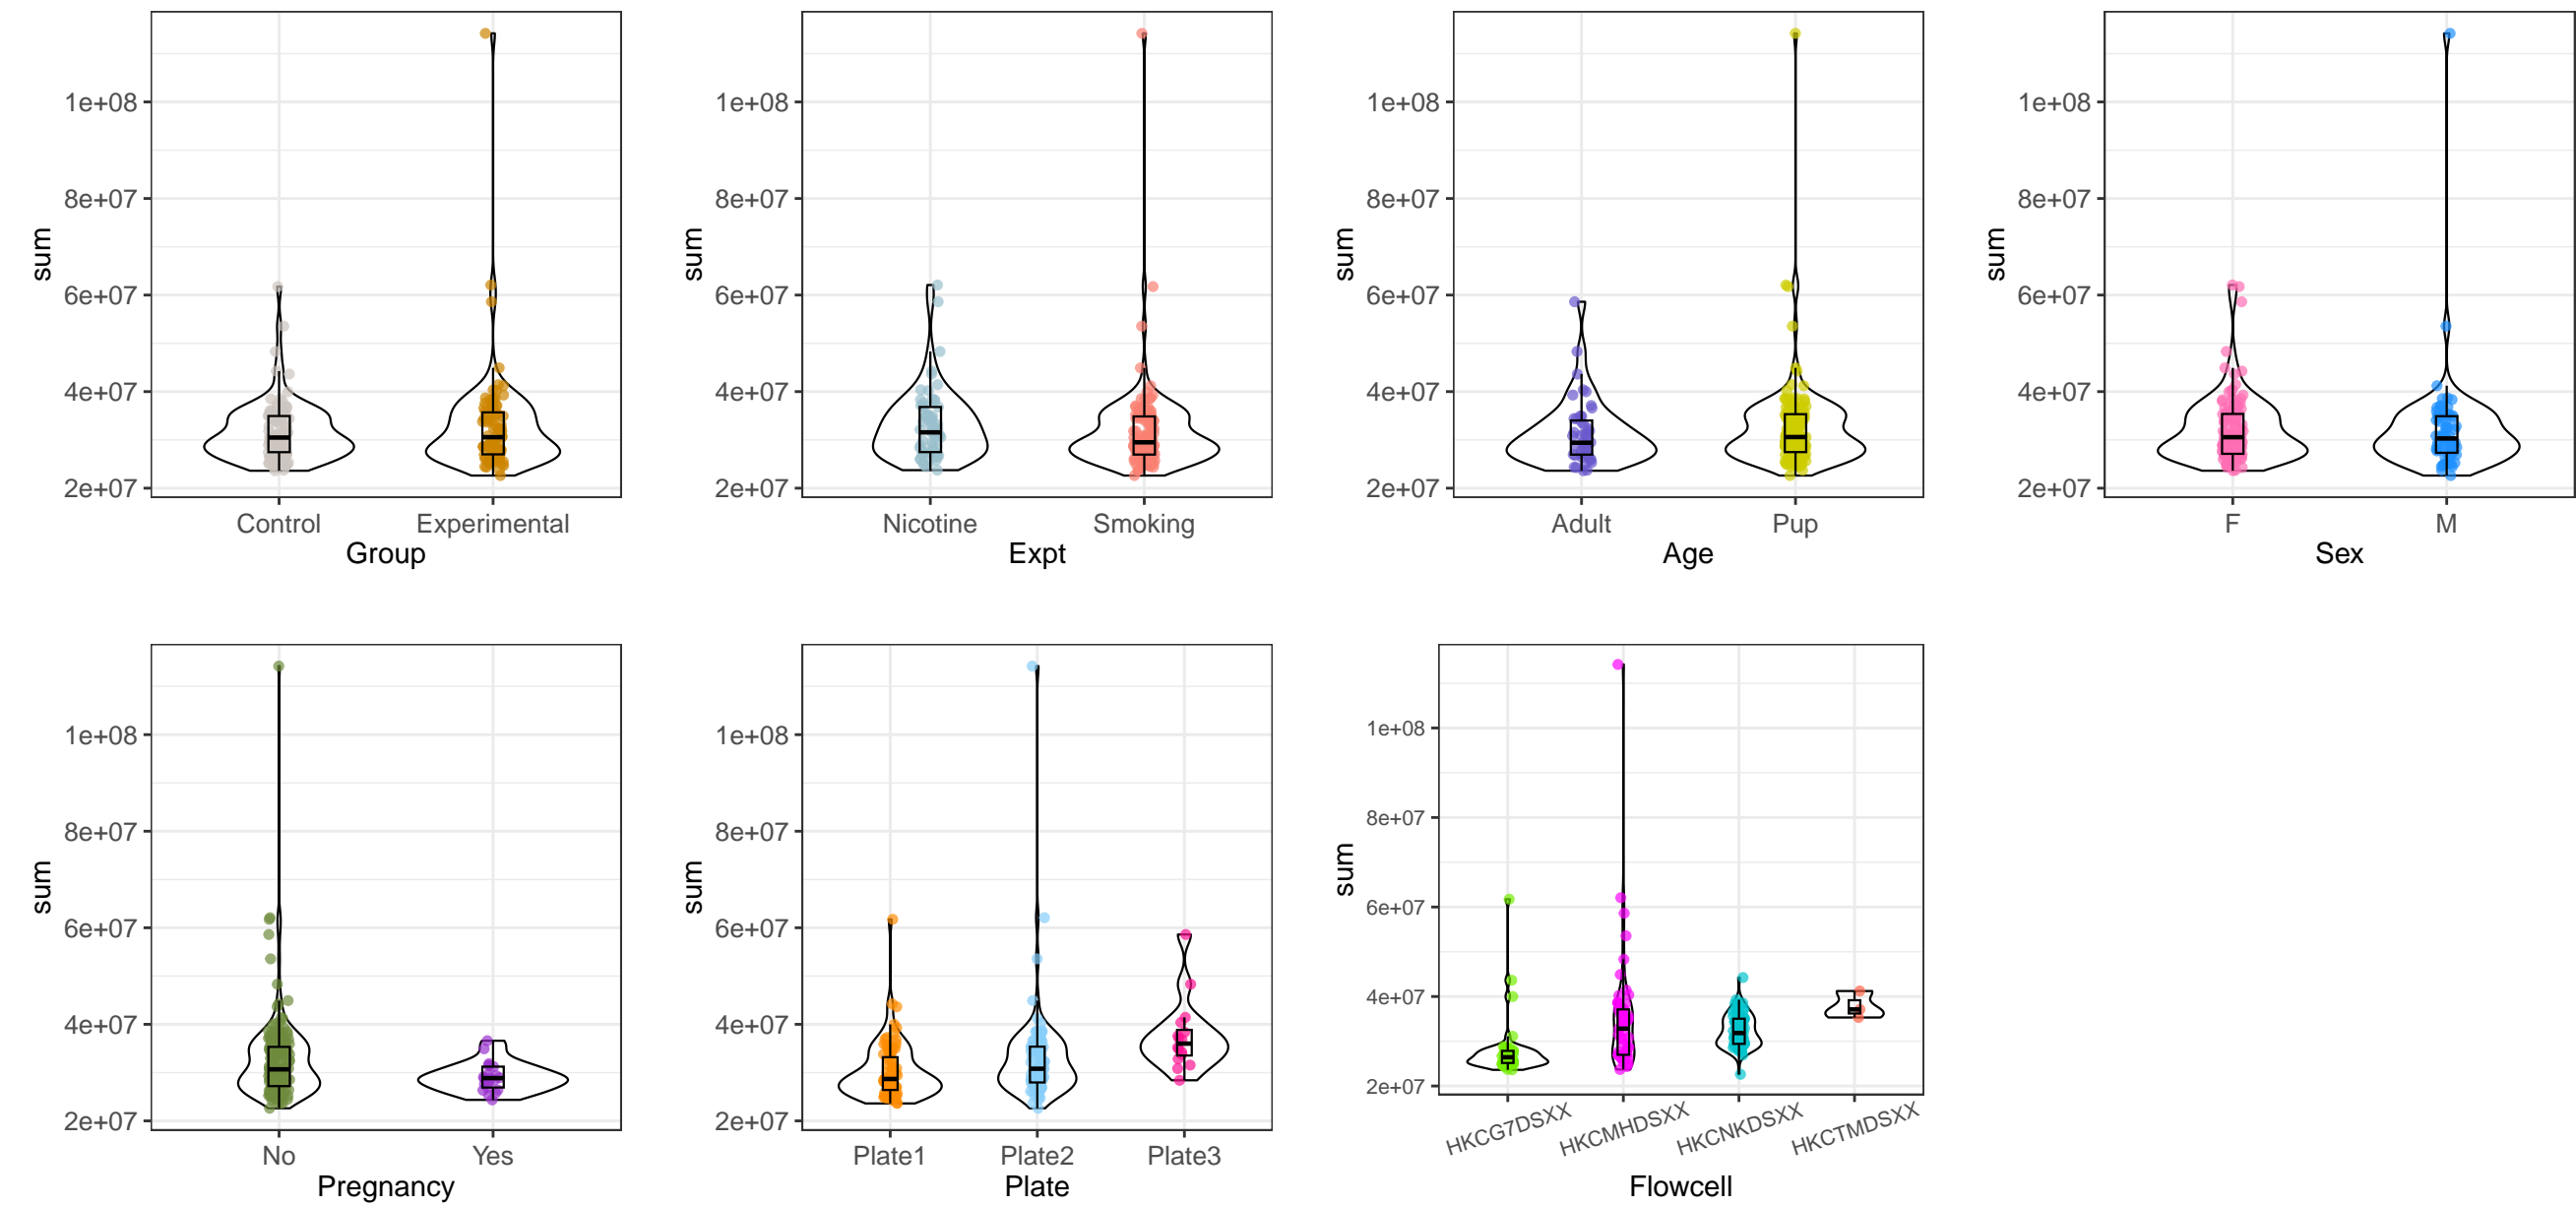 sum
1e+08
8e+07
6e+07
4e+07
2e+07
Control Experimental
Group
sum
1e+08
8e+07
6e+07
4e+07
2e+07
Nicotine Smoking
Expt
sum
1e+08
8e+07
6e+07
4e+07
2e+07
Adult Pup
Age
sum
1e+08
8e+07
6e+07
4e+07
2e+07
F M
Sex
sum
1e+08
8e+07
6e+07
4e+07
2e+07
No Yes
Pregnancy
sum
1e+08
8e+07
6e+07
4e+07
2e+07
Plate1 Plate2 Plate3
Plate
sum
1e+08
8e+07
6e+07
4e+07
2e+07
HKCG7DSXX HKCMHDSXX HKCNKDSXX HKCTMDSXX
Flowcell